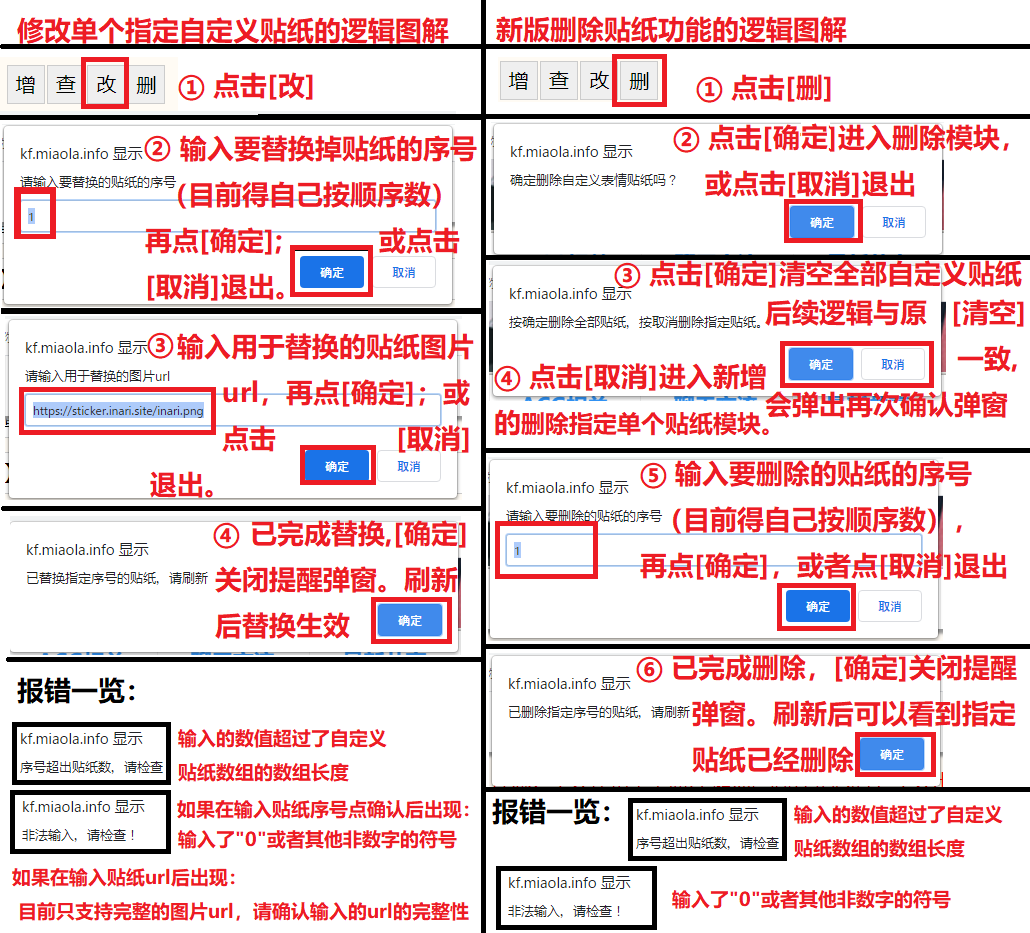 修改单个指定自定义贴纸的逻辑图解
增 查 改 删 ① 点击[改]
kf.miaola.info 显示
② 输入要替换掉贴纸的序号
请输入要替换的贴纸的序号
（目前得自己按顺序数）
1
再点[确定]； 或点击
[取消]退出。
确定 取消
kf.miaola.info 显示
③ 输入用于替换的贴纸图片
请输入用于替换的图片url
url，再点[确定]；或
https://sticker.inari.site/inari.png
点击 [取消]
退出。
确定 取消
④ 已完成替换,[确定]
kf.miaola.info 显示
已替换指定序号的贴纸，请刷新
关闭提醒弹窗。刷新
后替换生效
确定
报错一览：
kf.miaola.info 显示
序号超出贴纸数，请检查
输入的数值超过了自定义
贴纸数组的数组长度
kf.miaola.info 显示
非法输入，请检查！
如果在输入贴纸序号点确认后出现：
输入了"0"或者其他非数字的符号
如果在输入贴纸url后出现：
目前只支持完整的图片url，请确认输入的url的完整性
新版删除贴纸功能的逻辑图解
增 查 改 删 ① 点击[删]
② 点击[确定]进入删除模块，
kf.miaola.info 显示
确定删除自定义表情贴纸吗？
或点击[取消]退出
确定 取消
③ 点击[确定]清空全部自定义贴纸
kf.miaola.info 显示
按确定删除全部贴纸，按取消删除指定贴纸。
后续逻辑与原 [清空]
确定 取消
一致,
④ 点击[取消]进入新增
会弹出再次确认弹窗
的删除指定单个贴纸模块。
⑤ 输入要删除的贴纸的序号
kf.miaola.info 显示
请输入要删除的贴纸的序号
（目前得自己按顺序数），
1
再点[确定]，或者点[取消]退出
确定 取消
⑥ 已完成删除，[确定]关闭提醒
kf.miaola.info 显示
已删除指定序号的贴纸，请刷新
弹窗。刷新后可以看到指定
贴纸已经删除
确定
报错一览：
kf.miaola.info 显示
序号超出贴纸数，请检查
输入的数值超过了自定义
贴纸数组的数组长度
kf.miaola.info 显示
非法输入，请检查！
输入了"0"或者其他非数字的符号